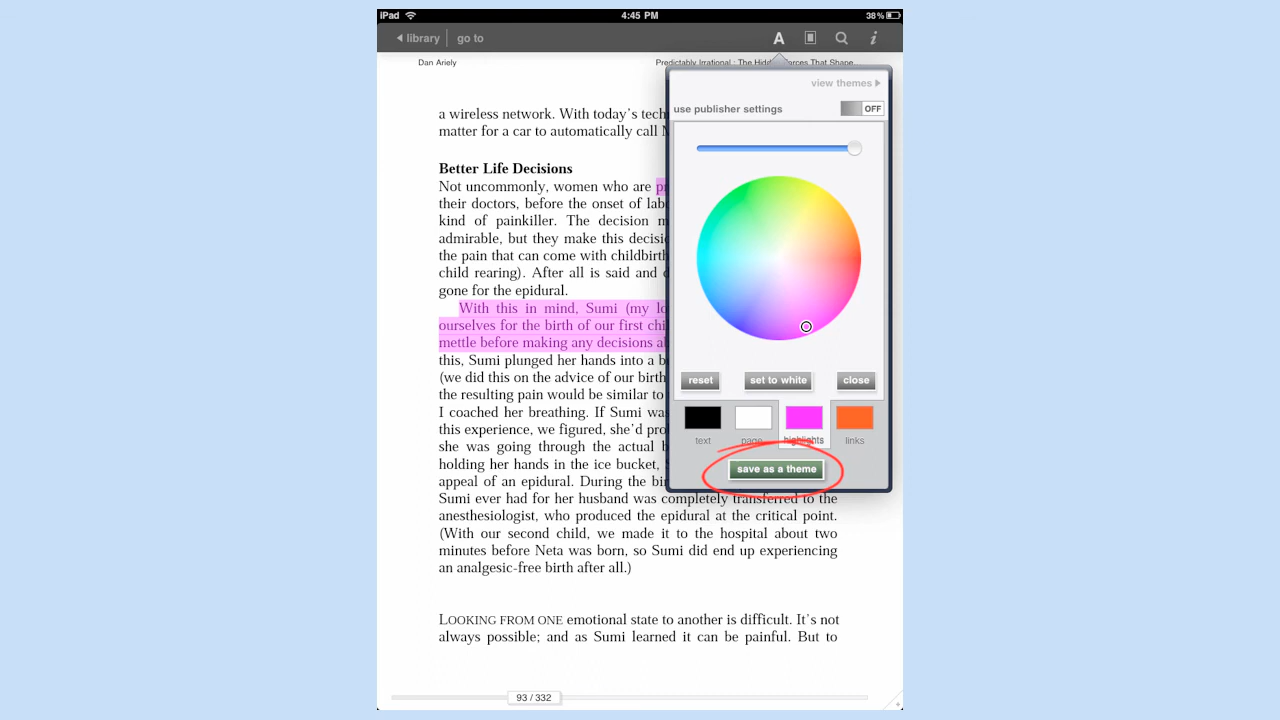 iPad 4:45 PM 38%
library go to A i
Dan Ariely Predictably Irrational : The Hidd orces That Shape...
view themes
use publisher settings OFF
a wireless network. With today's tech
matter for a car to automatically call
Better Life Decisions
Not uncommonly, women who are
their doctors, before the onset of
kind of painkiller. The decision
admirable, but they make this
the pain that can come with
child rearing). After all is said and
gone for the epidural.
With this in mind, Sumi (my
ourselves for the birth of our first
mettle before making any decisions
this, Sumi plunged her hands into a
(we did this on the advice of our birth
the resulting pain would be similar to
I coached her breathing. If Sumi
this experience, we figured, she'd
she was going through the actual
holding her hands in the ice bucket,
appeal of an epidural. During the
Sumi ever had for her husband was completely transferred to the
anesthesiologist, who produced the epidural at the critical point.
(With our second child, we made it to the hospital about two
minutes before Neta was born, so Sumi did end up experiencing
an analgesic-free birth after all.)
reset set to white close
text page highlights links
save as a theme
LOOKING FROM ONE emotional state to another is difficult. It's not
always possible; and as Sumi learned it can be painful. But to
93 / 332